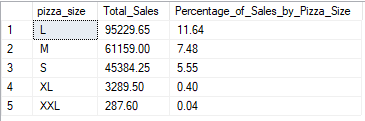 pizza_size Total_Sales Percentage_of_Sales_by_Pizza_Size
1 L 95229.65 11.64
2 M 61159.00 7.48
3 S 45384.25 5.55
4 XL 3289.50 0.40
5 XXL 287.60 0.04